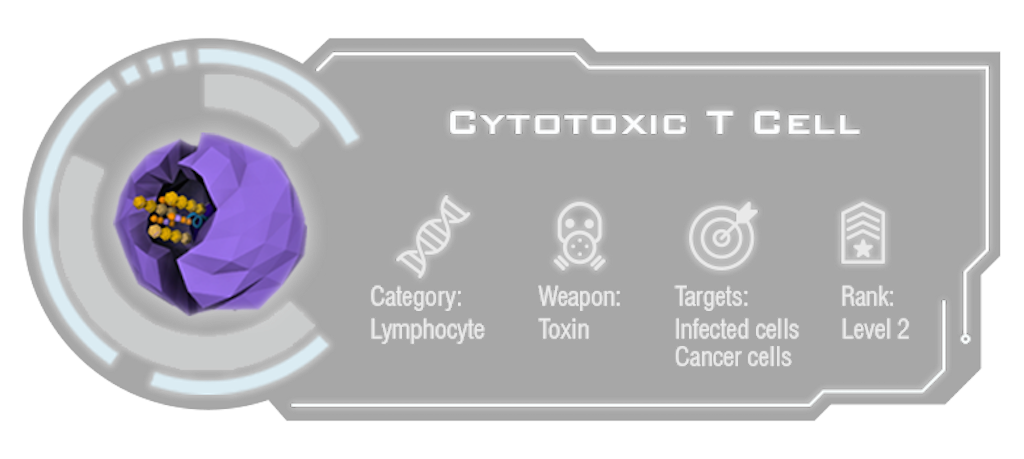 Cytotoxic T Cell
Category:
Lymphocyte
Weapon:
Toxin
Targets:
Infected cells
Cancer cells
Rank:
Level 2